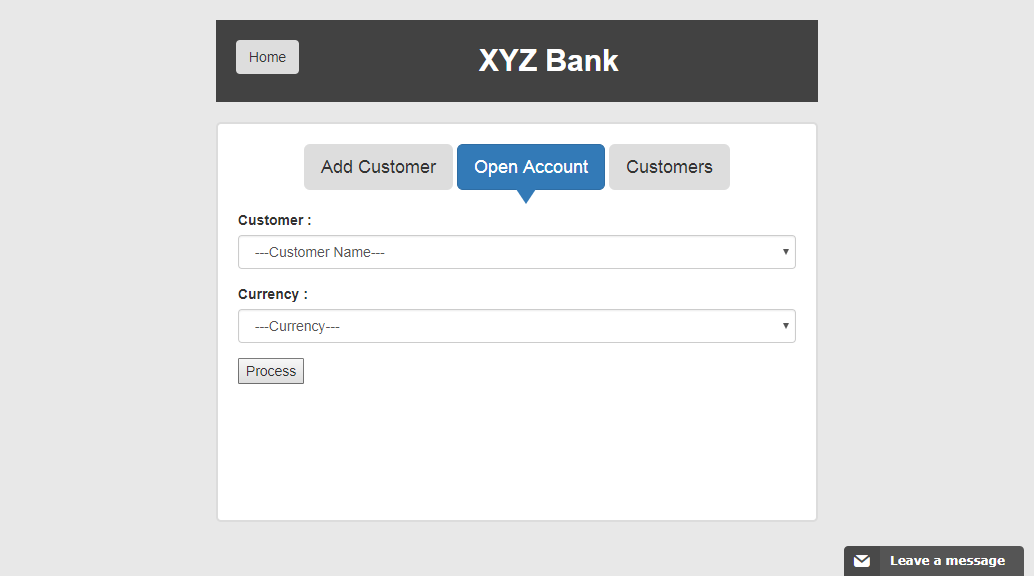 Home
XYZ Bank
Add Customer
Open Account
Customers
Customer :
---Customer Name---
Currency :
---Currency---
Process
Leave a message